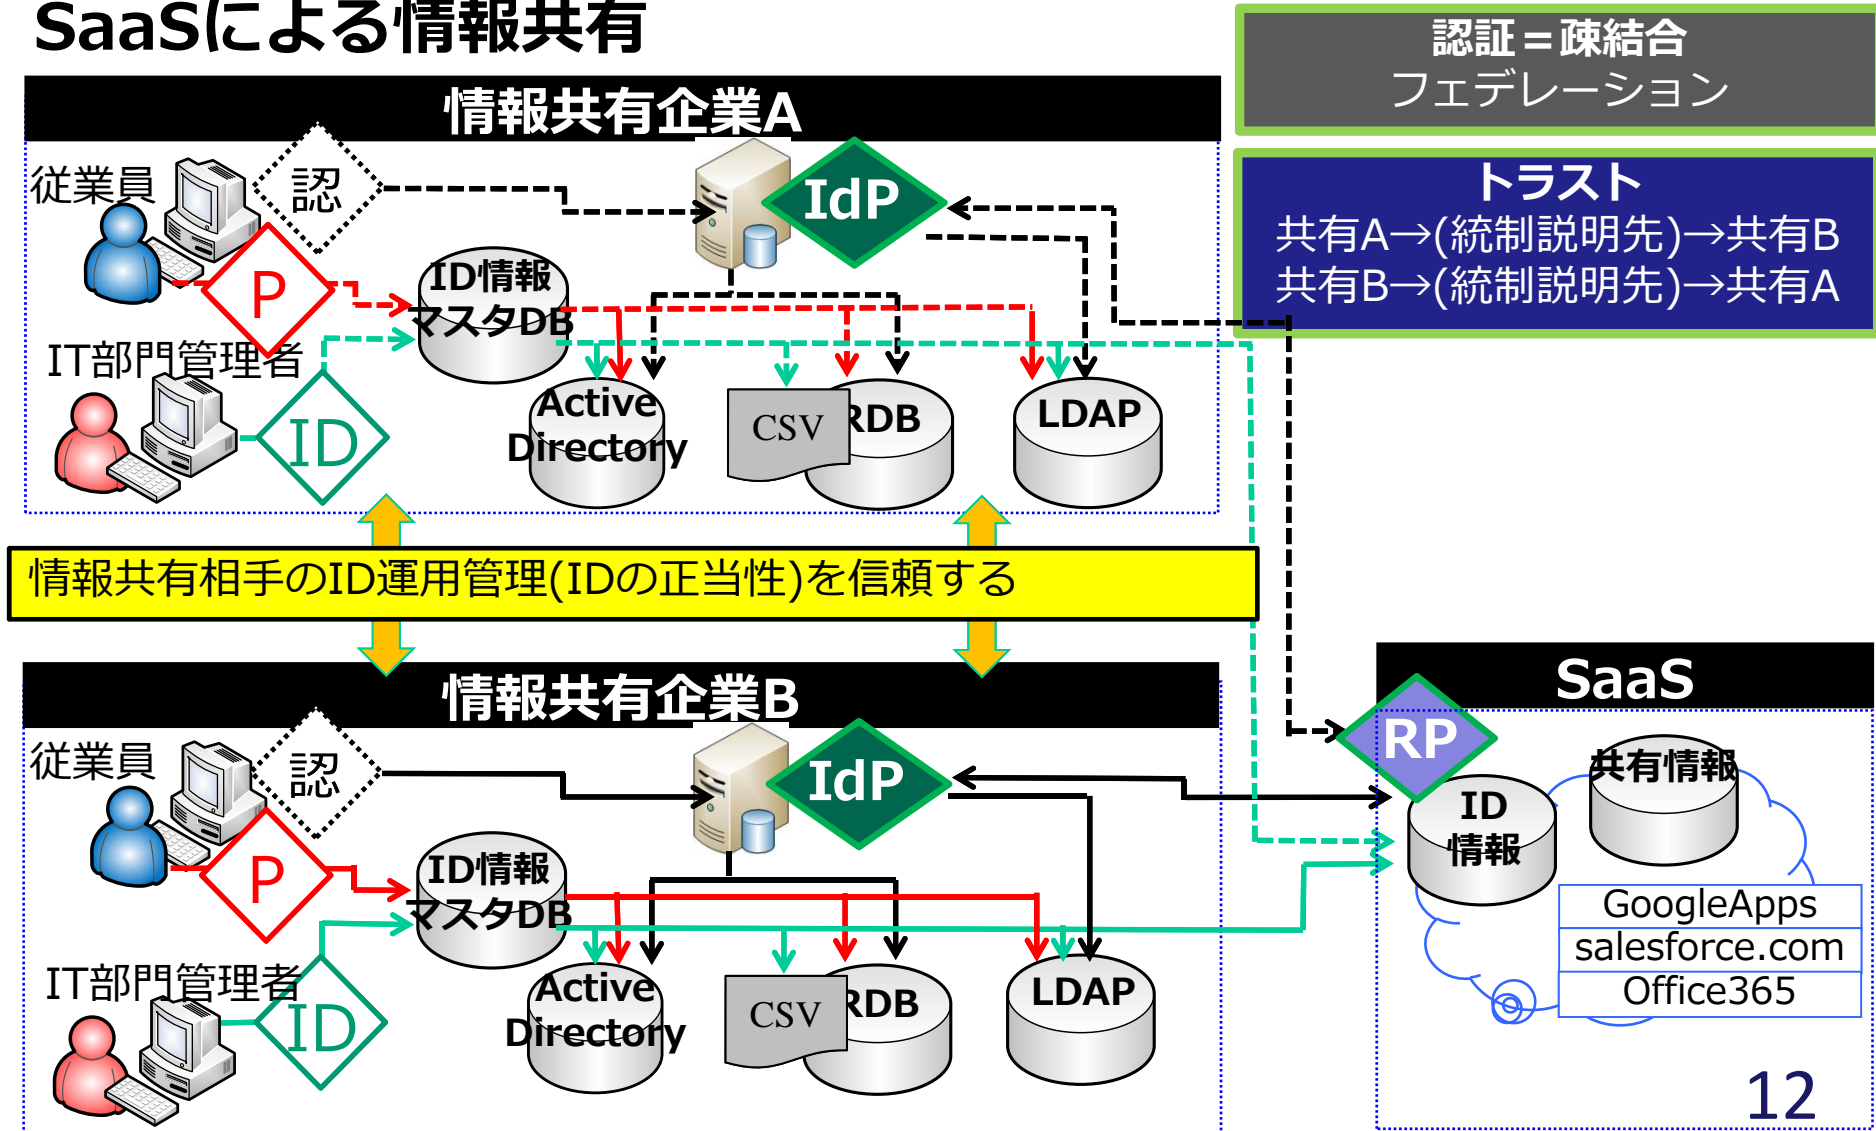 SaaSによる情報共有
認証＝疎結合
フェデレーション
トラスト
共有A→(統制説明先)→共有B
共有B→(統制説明先)→共有A
情報共有企業A
従業員
認
IdP
P
ID情報
マスタDB
IT部門管理者
ID
Active
Directory
CSV
RDB
LDAP
情報共有相手のID運用管理(IDの正当性)を信頼する
情報共有企業B
従業員
認
IdP
P
ID情報
マスタDB
IT部門管理者
ID
Active
Directory
CSV
RDB
LDAP
SaaS
RP
共有情報
ID
情報
GoogleApps
salesforce.com
Office365
12